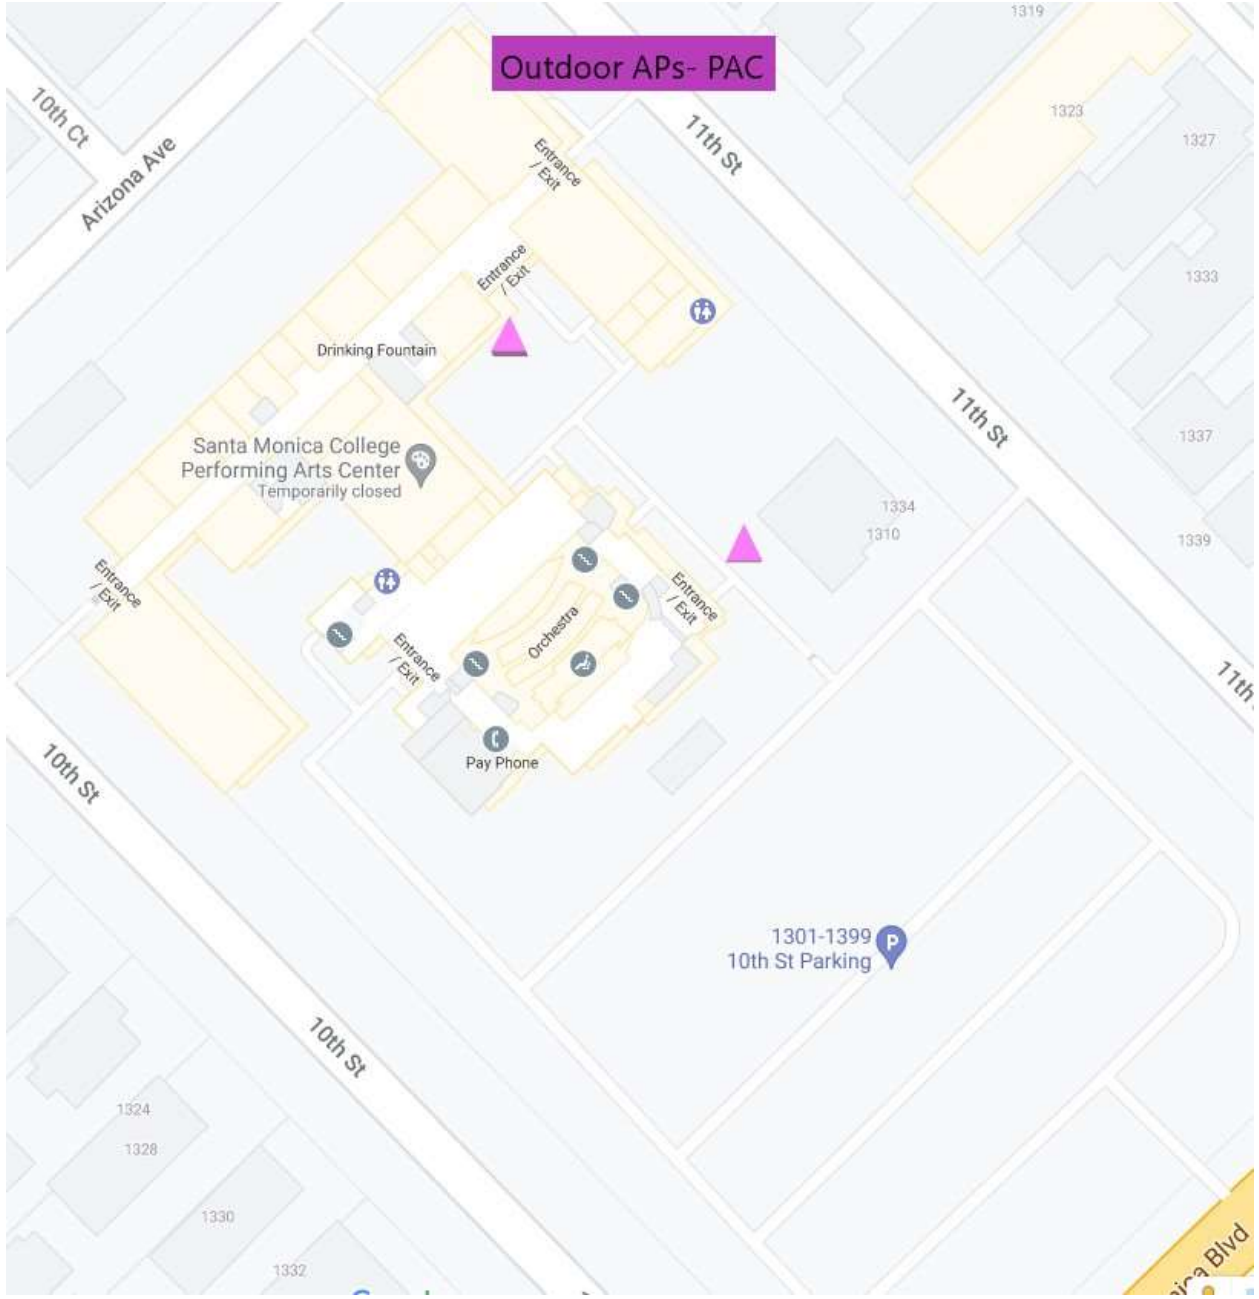 Outdoor APs- PAC
1319
10th Ct
1323
11th St
1327
Arizona Ave
Entrance
/ Exit
Entrance
/ Exit
1333
Drinking Fountain
11th St
1337
Santa Monica College
Performing Arts Center
Temporarily closed
1334
1310
1339
Entrance
/ Exit
Entrance
/ Exit
Orchestra
Entrance
/ Exit
11th
Pay Phone
10th St
1301-1399
10th St Parking
P
10th St
1324
1328
1330
1332
Blvd